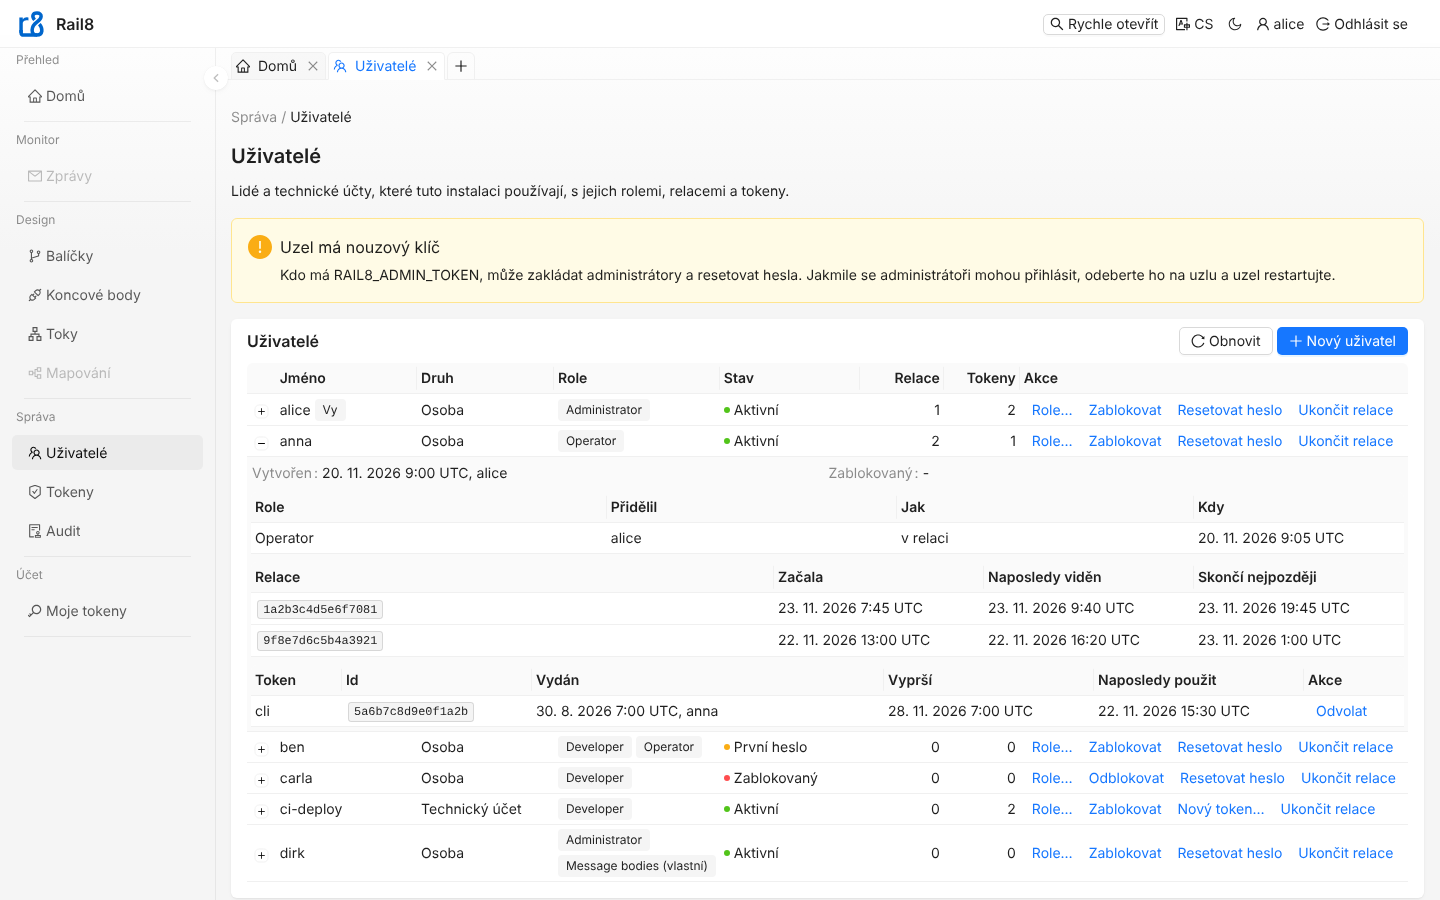 Rail8
Rychle otevřít CS alice Odhlásit se
Přehled
Domů
Monitor
Zprávy
Design
Balíčky
Koncové body
Toky
Mapování
Správa
Uživatelé
Tokeny
Audit
Účet
Moje tokeny
Domů Uživatelé
Správa / Uživatelé
Uživatelé
Lidé a technické účty, které tuto instalaci používají, s jejich rolemi, relacemi a tokeny.
Uzel má nouzový klíč
Kdo má RAIL8_ADMIN_TOKEN, může zakládat administrátory a resetovat hesla. Jakmile se administrátoři mohou přihlásit, odeberte ho na uzlu a uzel restartujte.
Uživatelé Obnovit Nový uživatel
Jméno Druh Role Stav Relace Tokeny Akce
alice Vy Osoba Administrator Aktivní 1 2 Role... Zablokovat Resetovat heslo Ukončit relace
anna Osoba Operator Aktivní 2 1 Role... Zablokovat Resetovat heslo Ukončit relace
Vytvořen: 20. 11. 2026 9:00 UTC, alice Zablokovaný: -
Role Přidělil Jak Kdy
Operator alice v relaci 20. 11. 2026 9:05 UTC
Relace Začala Naposledy viděn Skončí nejpozději
1a2b3c4d5e6f7081 23. 11. 2026 7:45 UTC 23. 11. 2026 9:40 UTC 23. 11. 2026 19:45 UTC
9f8e7d6c5b4a3921 22. 11. 2026 13:00 UTC 22. 11. 2026 16:20 UTC 23. 11. 2026 1:00 UTC
Token Id Vydán Vyprší Naposledy použit Akce
cli 5a6b7c8d9e0f1a2b 30. 8. 2026 7:00 UTC, anna 28. 11. 2026 7:00 UTC 22. 11. 2026 15:30 UTC Odvolat
ben Osoba Developer Operator První heslo 0 0 Role... Zablokovat Resetovat heslo Ukončit relace
carla Osoba Developer Zablokovaný 0 0 Role... Odblokovat Resetovat heslo Ukončit relace
ci-deploy Technický účet Developer Aktivní 0 2 Role... Zablokovat Nový token... Ukončit relace
dirk Osoba Administrator Message bodies (vlastní) Aktivní 0 0 Role... Zablokovat Resetovat heslo Ukončit relace